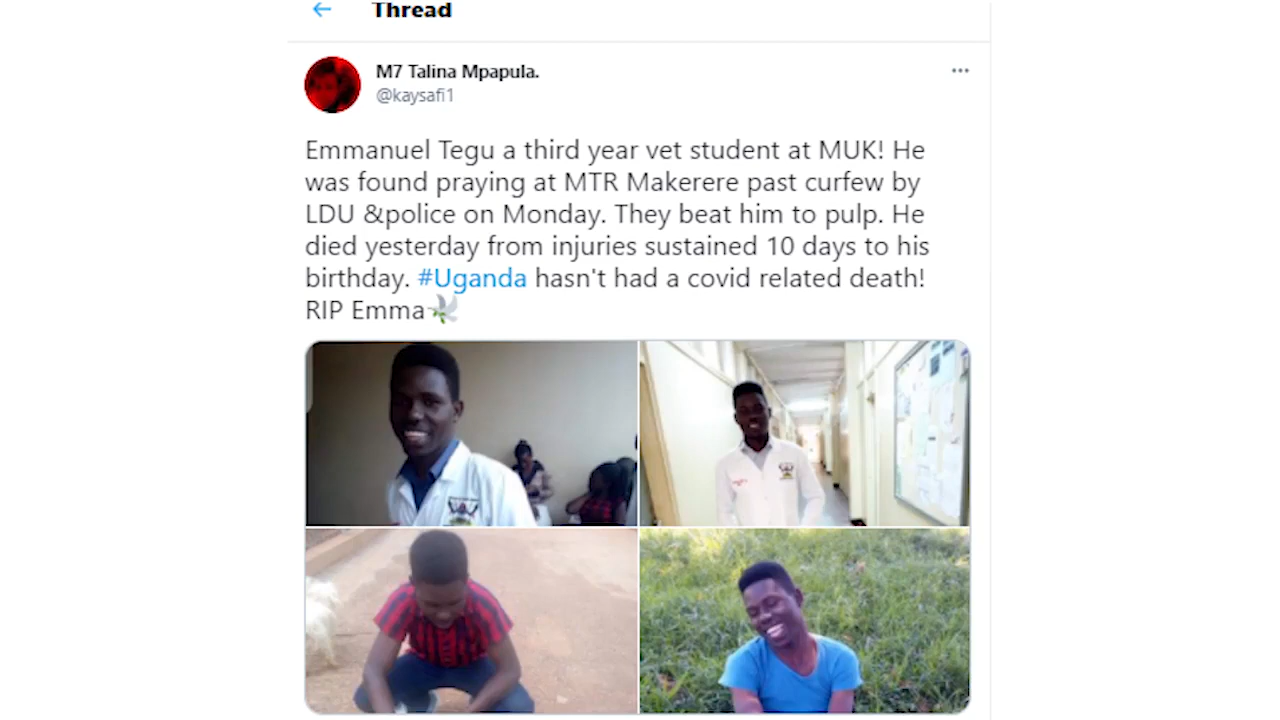 Thread
M7 Talina Mpapula.
@kaysafi1
Emmanuel Tegu a third year vet student at MUK! He
was found praying at MTR Makerere past curfew by
LDU &police on Monday. They beat him to pulp. He
died yesterday from injuries sustained 10 days to his
birthday. #Uganda hasn't had a covid related death!
RIP Emma🕊